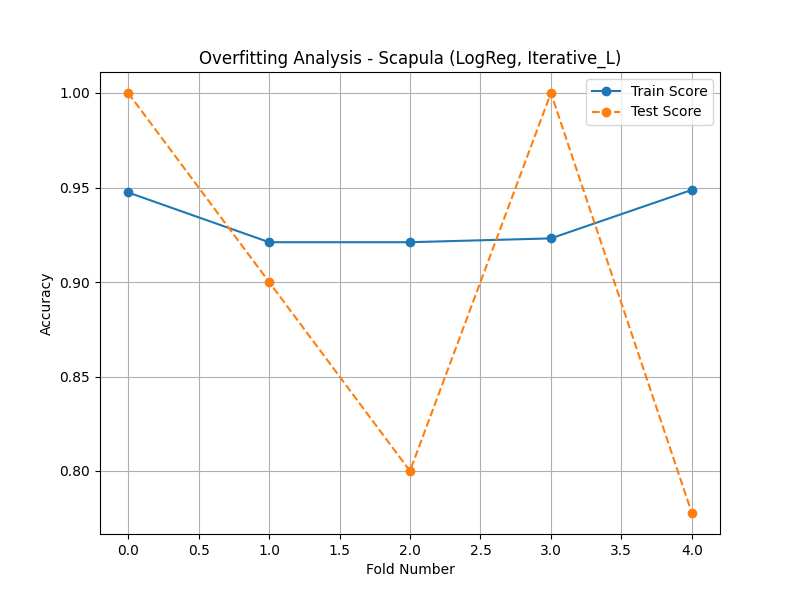 Overfitting Analysis - Scapula (LogReg, Iterative_L)
Train Score
Test Score
1.00
0.95
0.90
0.85
0.80
Accuracy
0.0 0.5 1.0 1.5 2.0 2.5 3.0 3.5 4.0
Fold Number